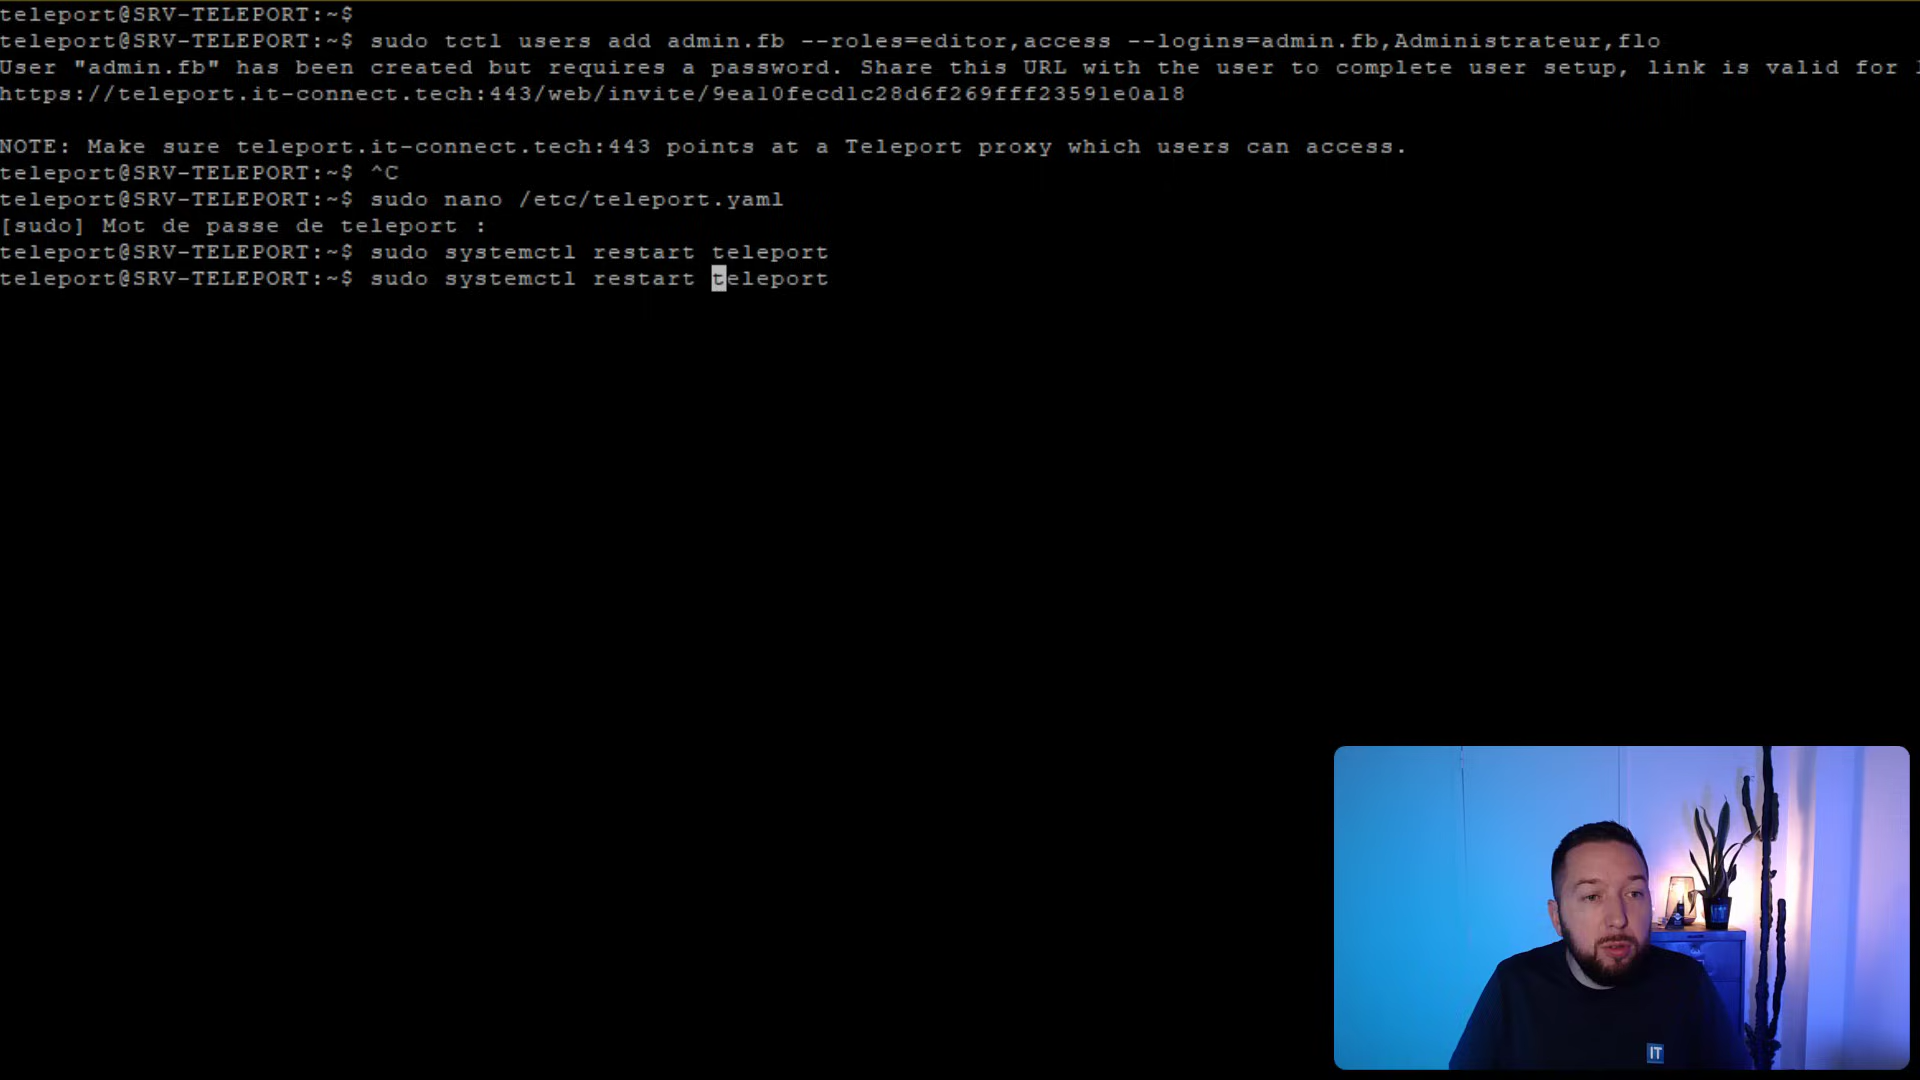 teleport@SRV-TELEPORT:~$
teleport@SRV-TELEPORT:~$ sudo tctl users add admin.fb --roles=editor,access --logins=admin.fb,Administrateur,flo
User "admin.fb" has been created but requires a password. Share this URL with the user to complete user setup, link is valid for
https://teleport.it-connect.tech:443/web/invite/9ea10fecd1c28d6f269fff23591e0a18
NOTE: Make sure teleport.it-connect.tech:443 points at a Teleport proxy which users can access.
teleport@SRV-TELEPORT:~$ ^C
teleport@SRV-TELEPORT:~$ sudo nano /etc/teleport.yaml
[sudo] Mot de passe de teleport :
teleport@SRV-TELEPORT:~$ sudo systemctl restart teleport
teleport@SRV-TELEPORT:~$ sudo systemctl restart teleport
IT